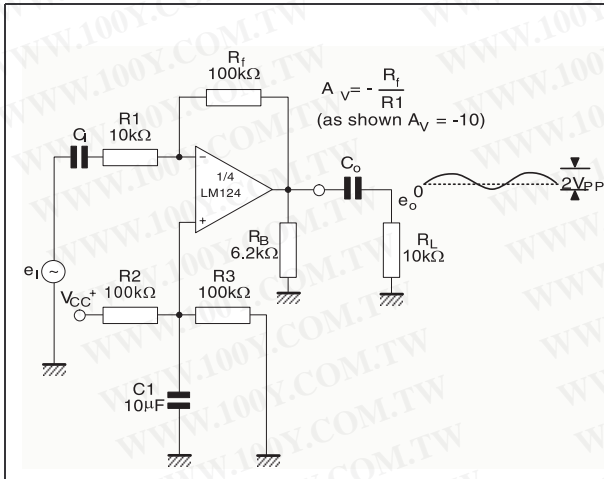 Rf
100kΩ
A V = - Rf / R1
(as shown AV = -10)
R1
10kΩ
CI
1/4
LM124
Co
eo
0
2VPP
RB
6.2kΩ
RL
10kΩ
eI
VCC+
R2
100kΩ
R3
100kΩ
C1
10µF
WWW.100Y.COM.TW